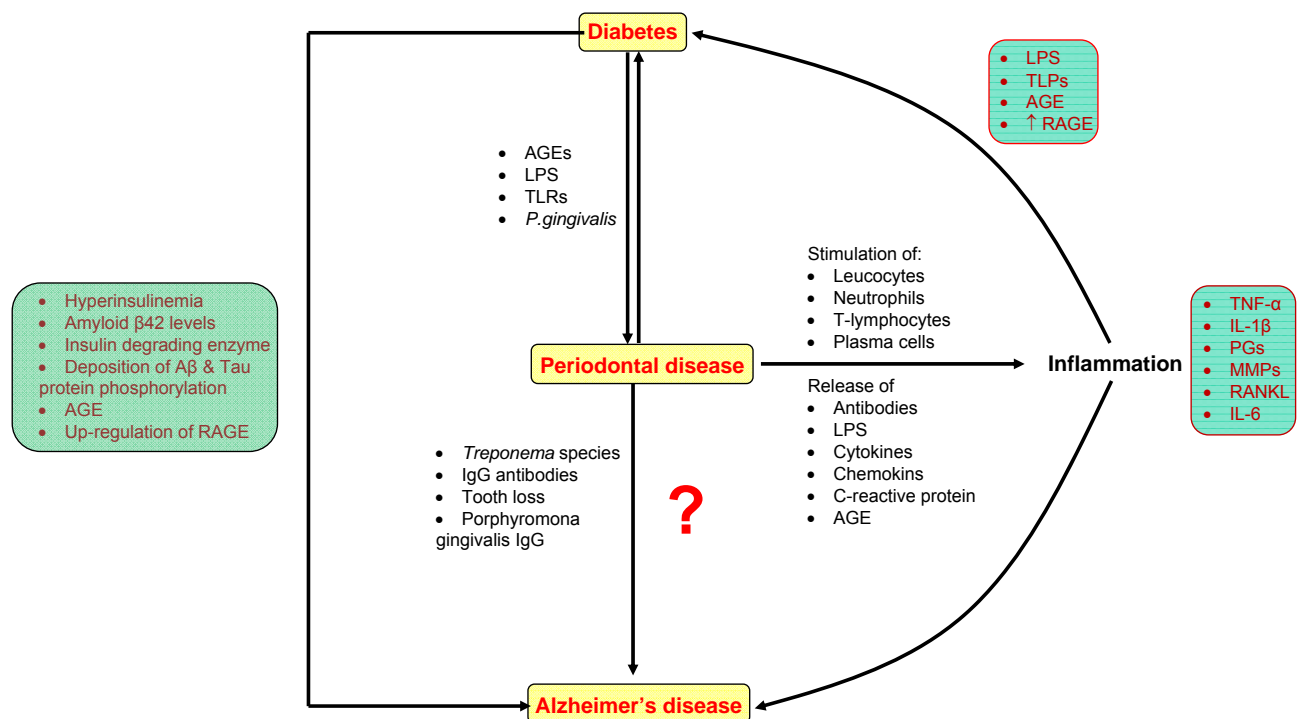 Diabetes
• LPS
• TLPs
• AGE
• ↑ RAGE
• AGEs
• LPS
• TLRs
• P.gingivalis
Stimulation of:
• Leucocytes
• Neutrophils
• T-lymphocytes
• Plasma cells
• Hyperinsulinemia
• Amyloid β42 levels
• Insulin degrading enzyme
• Deposition of Aβ & Tau
protein phosphorylation
• AGE
• Up-regulation of RAGE
Periodontal disease
Inflammation
• TNF-α
• IL-1β
• PGs
• MMPs
• RANKL
• IL-6
Release of
• Antibodies
• LPS
• Cytokines
• Chemokins
• C-reactive protein
• AGE
• Treponema species
• IgG antibodies
• Tooth loss
• Porphyromona
gingivalis IgG
?
Alzheimer's disease